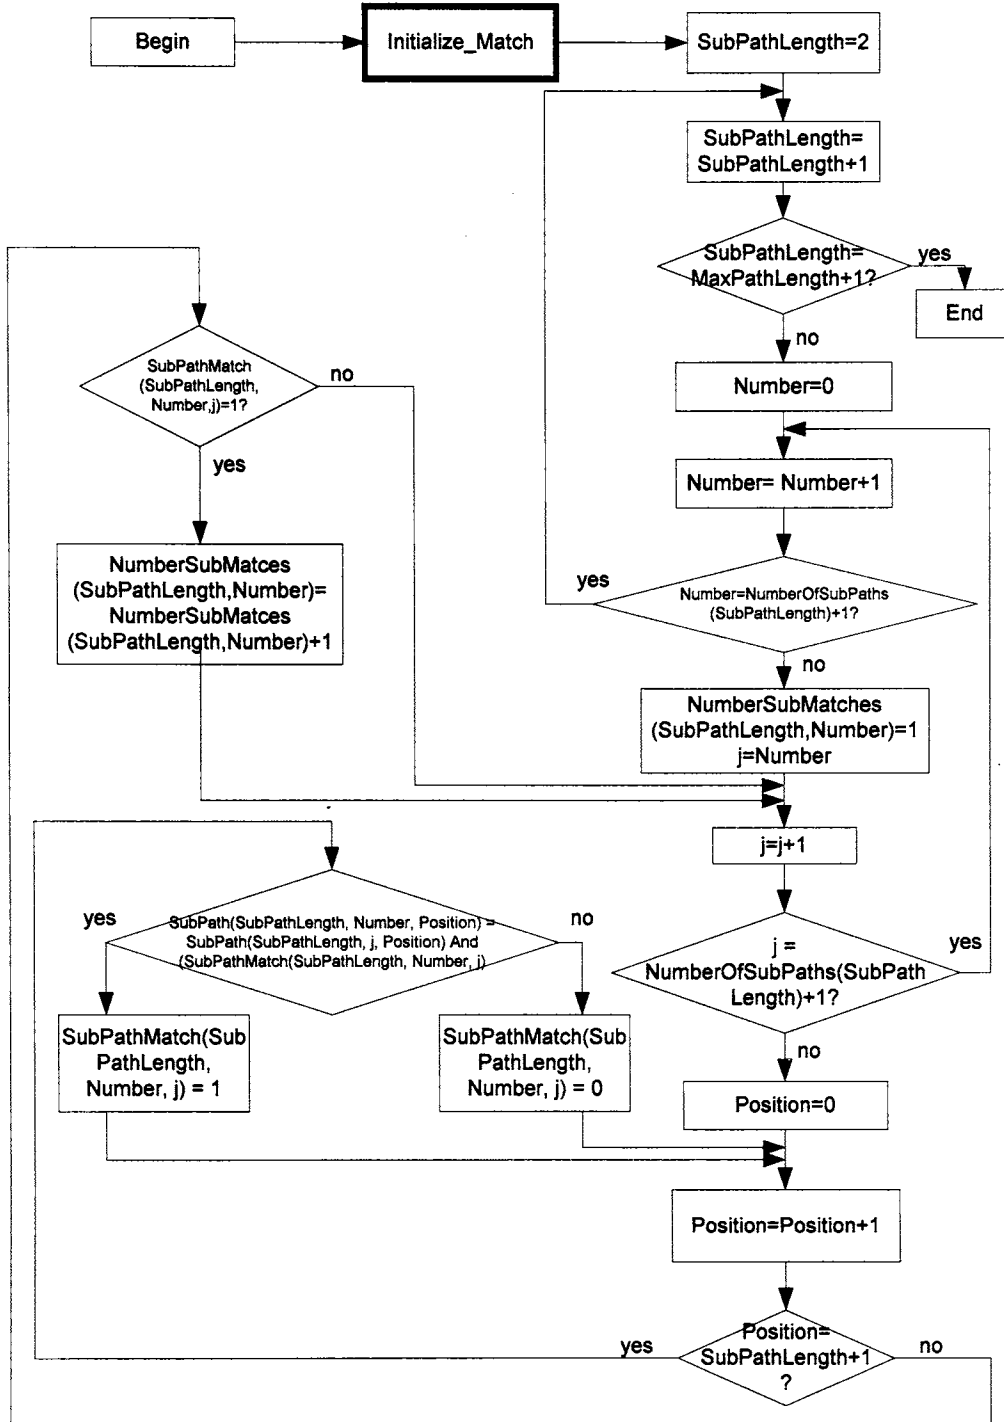 Begin
Initialize_Match
SubPathLength=2
SubPathLength=
SubPathLength+1
SubPathLength=
MaxPathLength+1?
yes
End
no
Number=0
Number= Number+1
Number=NumberOfSubPaths
(SubPathLength)+1?
yes
no
NumberSubMatches
(SubPathLength,Number)=1
j=Number
SubPathMatch
(SubPathLength,
Number,j)=1?
no
yes
NumberSubMatces
(SubPathLength,Number)=
NumberSubMatces
(SubPathLength,Number)+1
j=j+1
j =
NumberOfSubPaths(SubPath
Length)+1?
yes
no
Position=0
yes
SubPath(SubPathLength, Number, Position) =
SubPath(SubPathLength, j, Position) And
(SubPathMatch(SubPathLength, Number, j)
no
SubPathMatch(Sub
PathLength,
Number, j) = 1
SubPathMatch(Sub
PathLength,
Number, j) = 0
Position=Position+1
Position=
SubPathLength+1
?
yes
no